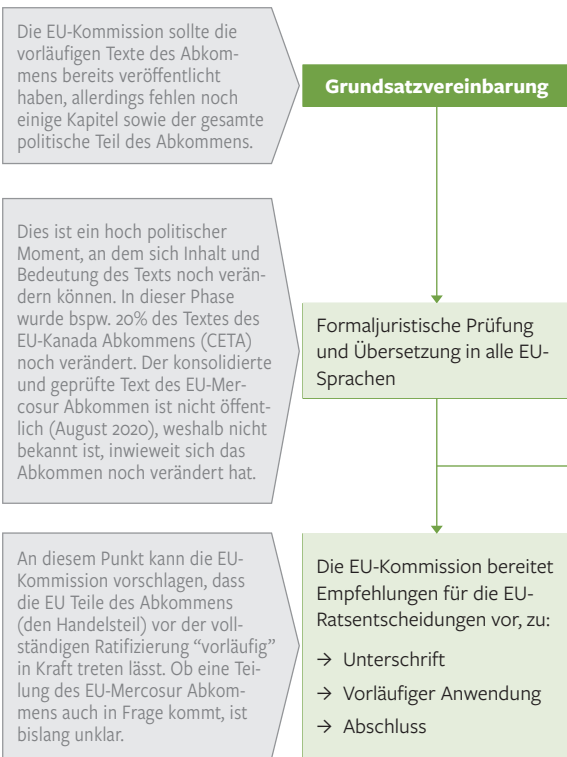 Die EU-Kommission sollte die
vorläufigen Texte des Abkom-
mens bereits veröffentlicht
haben, allerdings fehlen noch
einige Kapitel sowie der gesamte
politische Teil des Abkommens.
Grundsatzvereinbarung
Dies ist ein hoch politischer
Moment, an dem sich Inhalt und
Bedeutung des Texts noch verän-
dern können. In dieser Phase
wurde bspw. 20% des Textes des
EU-Kanada Abkommens (CETA)
noch verändert. Der konsolidierte
und geprüfte Text des EU-Mer-
cosur Abkommen ist nicht öffent-
lich (August 2020), weshalb nicht
bekannt ist, inwieweit sich das
Abkommen noch verändert hat.
Formaljuristische Prüfung
und Übersetzung in alle EU-
Sprachen
An diesem Punkt kann die EU-
Kommission vorschlagen, dass
die EU Teile des Abkommens
(den Handelsteil) vor der voll-
ständigen Ratifizierung “vorläufig”
in Kraft treten lässt. Ob eine Tei-
lung des EU-Mercosur Abkom-
mens auch in Frage kommt, ist
bislang unklar.
Die EU-Kommission bereitet
Empfehlungen für die EU-
Ratsentscheidungen vor, zu:
→ Unterschrift
→ Vorläufiger Anwendung
→ Abschluss